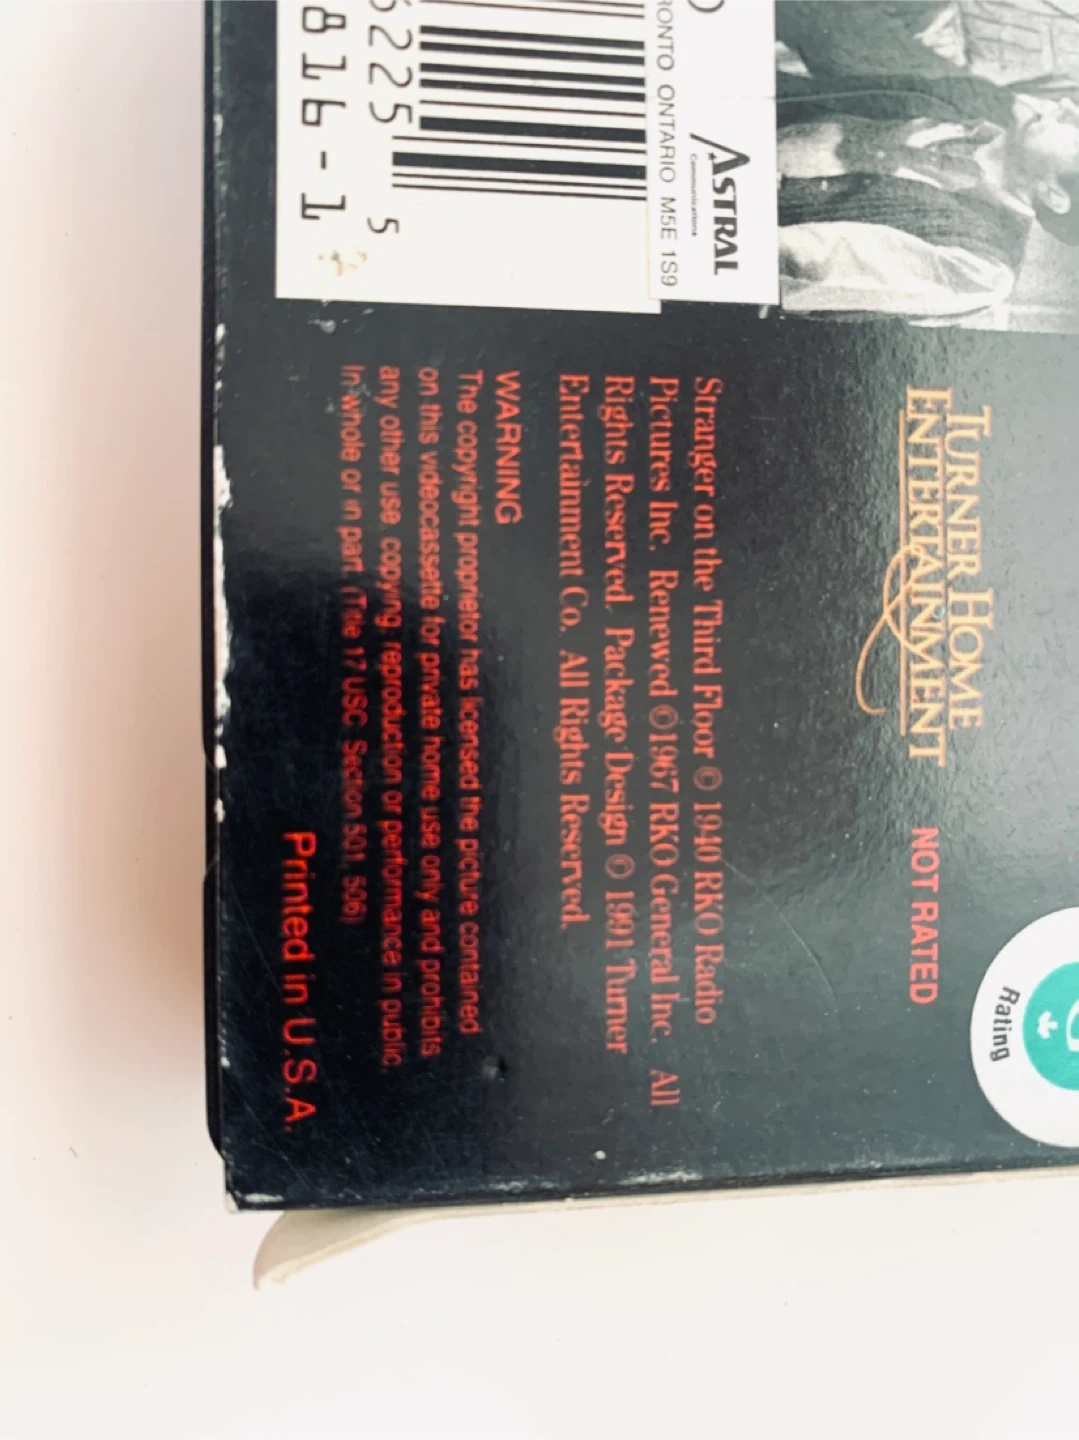 TURNER HOME
ENTERTAINMENT
NOT RATED
Rating
ASTRAL
Communications
ONTARIO M5E 1S9
5
816-1
Stranger on the Third Floor © 1940 RKO Radio
Pictures Inc. Renewed © 1967 RKO General Inc. All
Rights Reserved. Package Design © 1991 Turner
Entertainment Co. All Rights Reserved.
WARNING
The copyright proprietor has licensed the picture contained
on this videocassette for private home use only and prohibits
any other use, copying, reproduction or performance in public,
In whole or in part (Title 17 USC Section 501, 506)
Printed in U.S.A.